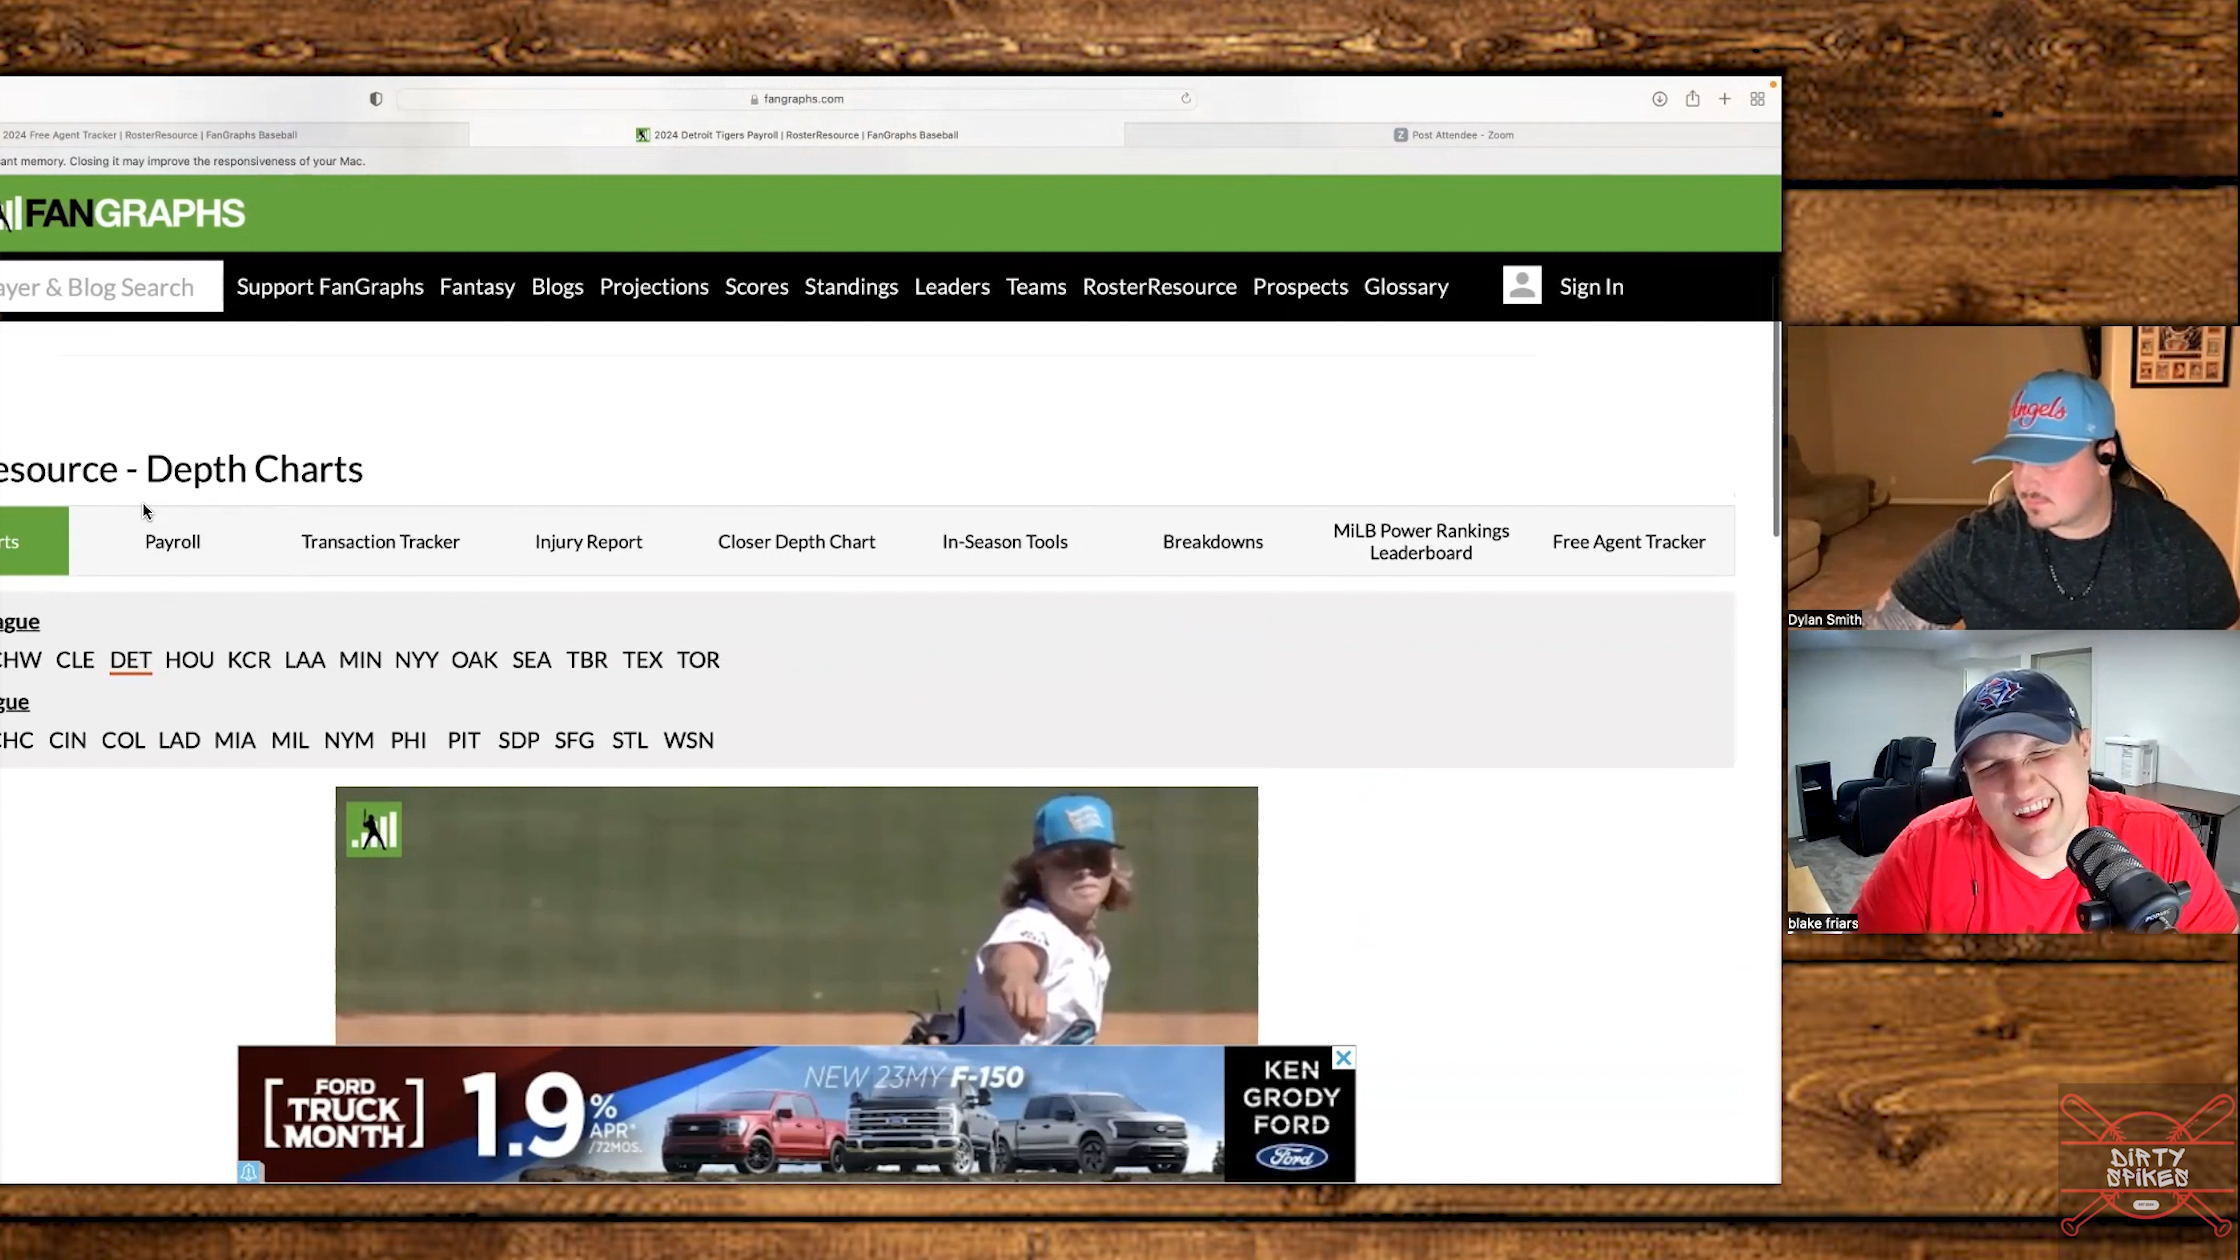 fangraphs.com
2024 Free Agent Tracker | RosterResource | FanGraphs Baseball
2024 Detroit Tigers Payroll | RosterResource | FanGraphs Baseball
Z Post Attendee - Zoom
ant memory. Closing it may improve the responsiveness of your Mac.
FANGRAPHS
ayer & Blog Search
Support FanGraphs Fantasy Blogs Projections Scores Standings Leaders Teams RosterResource Prospects Glossary Sign In
esource - Depth Charts
rts Payroll Transaction Tracker Injury Report Closer Depth Chart In-Season Tools Breakdowns MiLB Power Rankings Free Agent Tracker
Leaderboard
ague
CHW CLE DET HOU KCR LAA MIN NYY OAK SEA TBR TEX TOR
gue
CHC CIN COL LAD MIA MIL NYM PHI PIT SDP SFG STL WSN
FORD
TRUCK
MONTH
1.9%
APR*
/72MOS.
NEW 23MY F-150
KEN
GRODY
FORD
Ford
Angels
Dylan Smith
blake friars
DIRTY
SPIKES